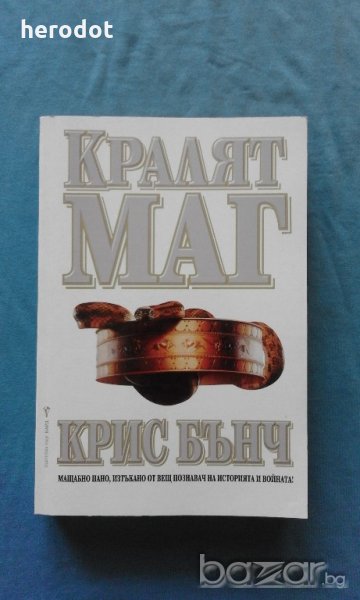 herodot
КРАЛЯТ
МАГ
КРИС БЪНЧ
МАЩАБНО ПАНО, ИЗТЪКАНО ОТ ВЕЩ ПОЗНАВАЧ НА ИСТОРИЯТА И ВОЙНАТА!
bazar.bg